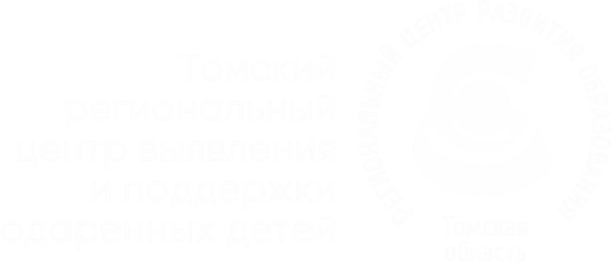 Томский
региональный
центр выявления
и поддержки
одаренных детей
РЕГИОНАЛЬНЫЙ ЦЕНТР РАЗВИТИЯ ОБРАЗОВАНИЯ
Томская
область